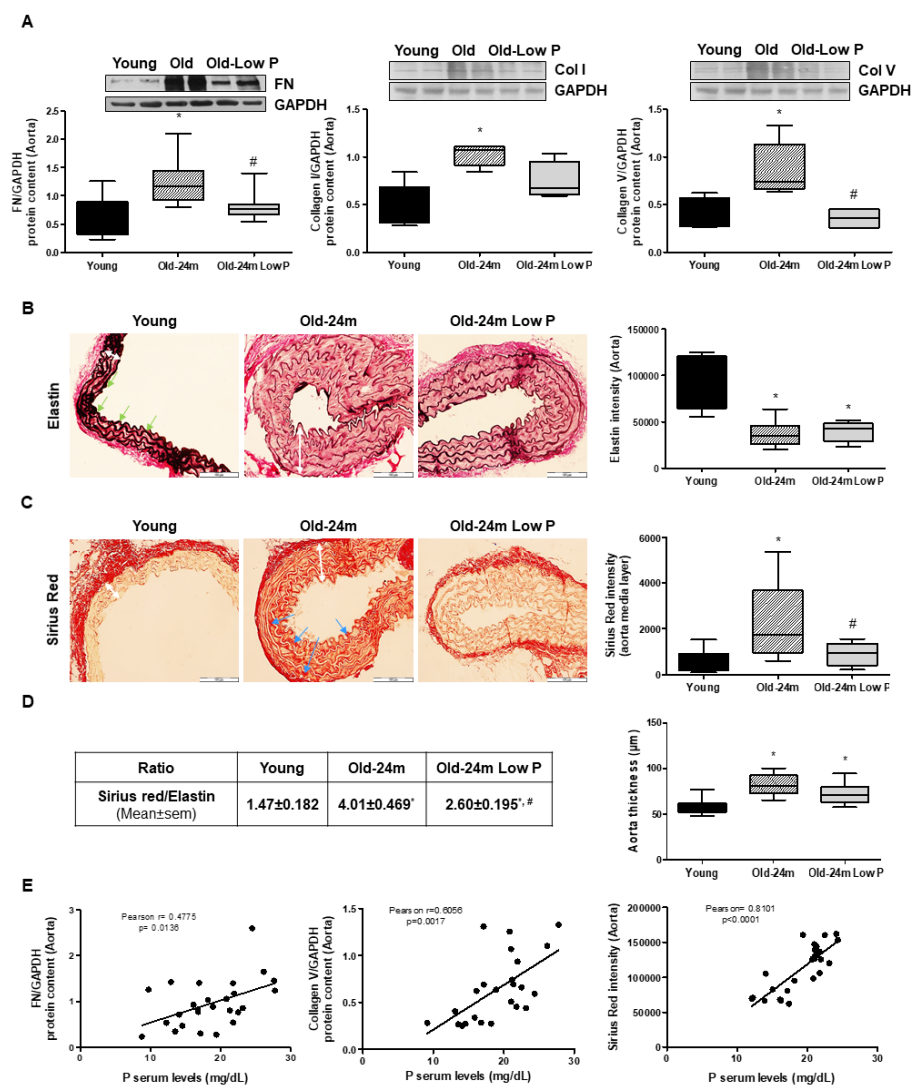 A
Young Old Old-Low P
FN
GAPDH
FN/GAPDH
protein content (Aorta)
2.5
2.0
1.5
1.0
0.5
0.0
*
#
Young Old-24m Old-24m Low P
Young Old Old-Low P
Col I
GAPDH
Collagen I/GAPDH
protein content (Aorta)
1.5
1.0
0.5
0.0
*
Young Old-24m Old-24m Low P
Young Old Old-Low P
Col V
GAPDH
Collagen V/GAPDH
protein content (Aorta)
1.5
1.0
0.5
0.0
*
#
Young Old-24m Old-24m Low P
B
Young Old-24m Old-24m Low P
Elastin
Elastin intensity (Aorta)
150000
100000
50000
0
* *
Young Old-24m Old-24m Low P
C
Young Old-24m Old-24m Low P
Sirius Red
Sirius Red intensity
(aorta media layer)
6000
4000
2000
0
*
#
Young Old-24m Old-24m Low P
D
Ratio Young Old-24m Old-24m Low P
Sirius red/Elastin
(Mean±sem)
1.47±0.182 4.01±0.469* 2.60±0.195*, #
Aorta thickness (µm)
150
100
50
0
* *
Young Old-24m Old-24m Low P
E
FN/GAPDH
protein content (Aorta)
3
2
1
0
Pearson r= 0.4775
p= 0.0136
0 10 20 30
P serum levels (mg/dL)
Collagen V/GAPDH
protein content (Aorta)
1.5
1.0
0.5
0.0
Pearson r=0.6056
p=0.0017
0 10 20 30
P serum levels (mg/dL)
Sirius Red intensity (Aorta)
200000
150000
100000
50000
0
Pearson= 0.8101
p<0.0001
0 10 20 30
P serum levels (mg/dL)